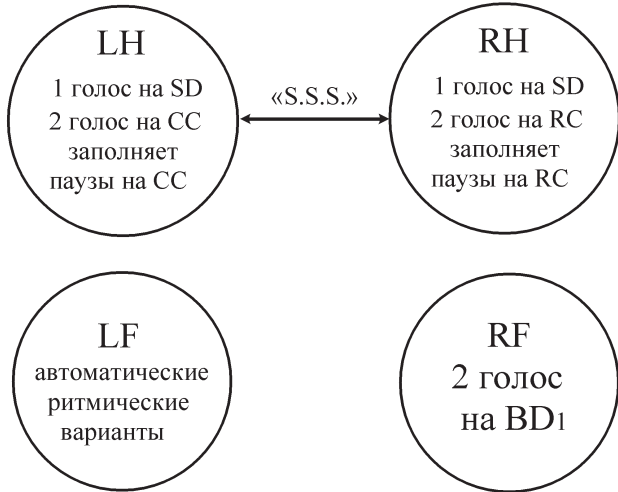 LH
1 голос на SD
2 голос на CC
заполняет
паузы на CC
«S.S.S.»
RH
1 голос на SD
2 голос на RC
заполняет
паузы на RC
LF
автоматические
ритмические
варианты
RF
2 голос
на BD1